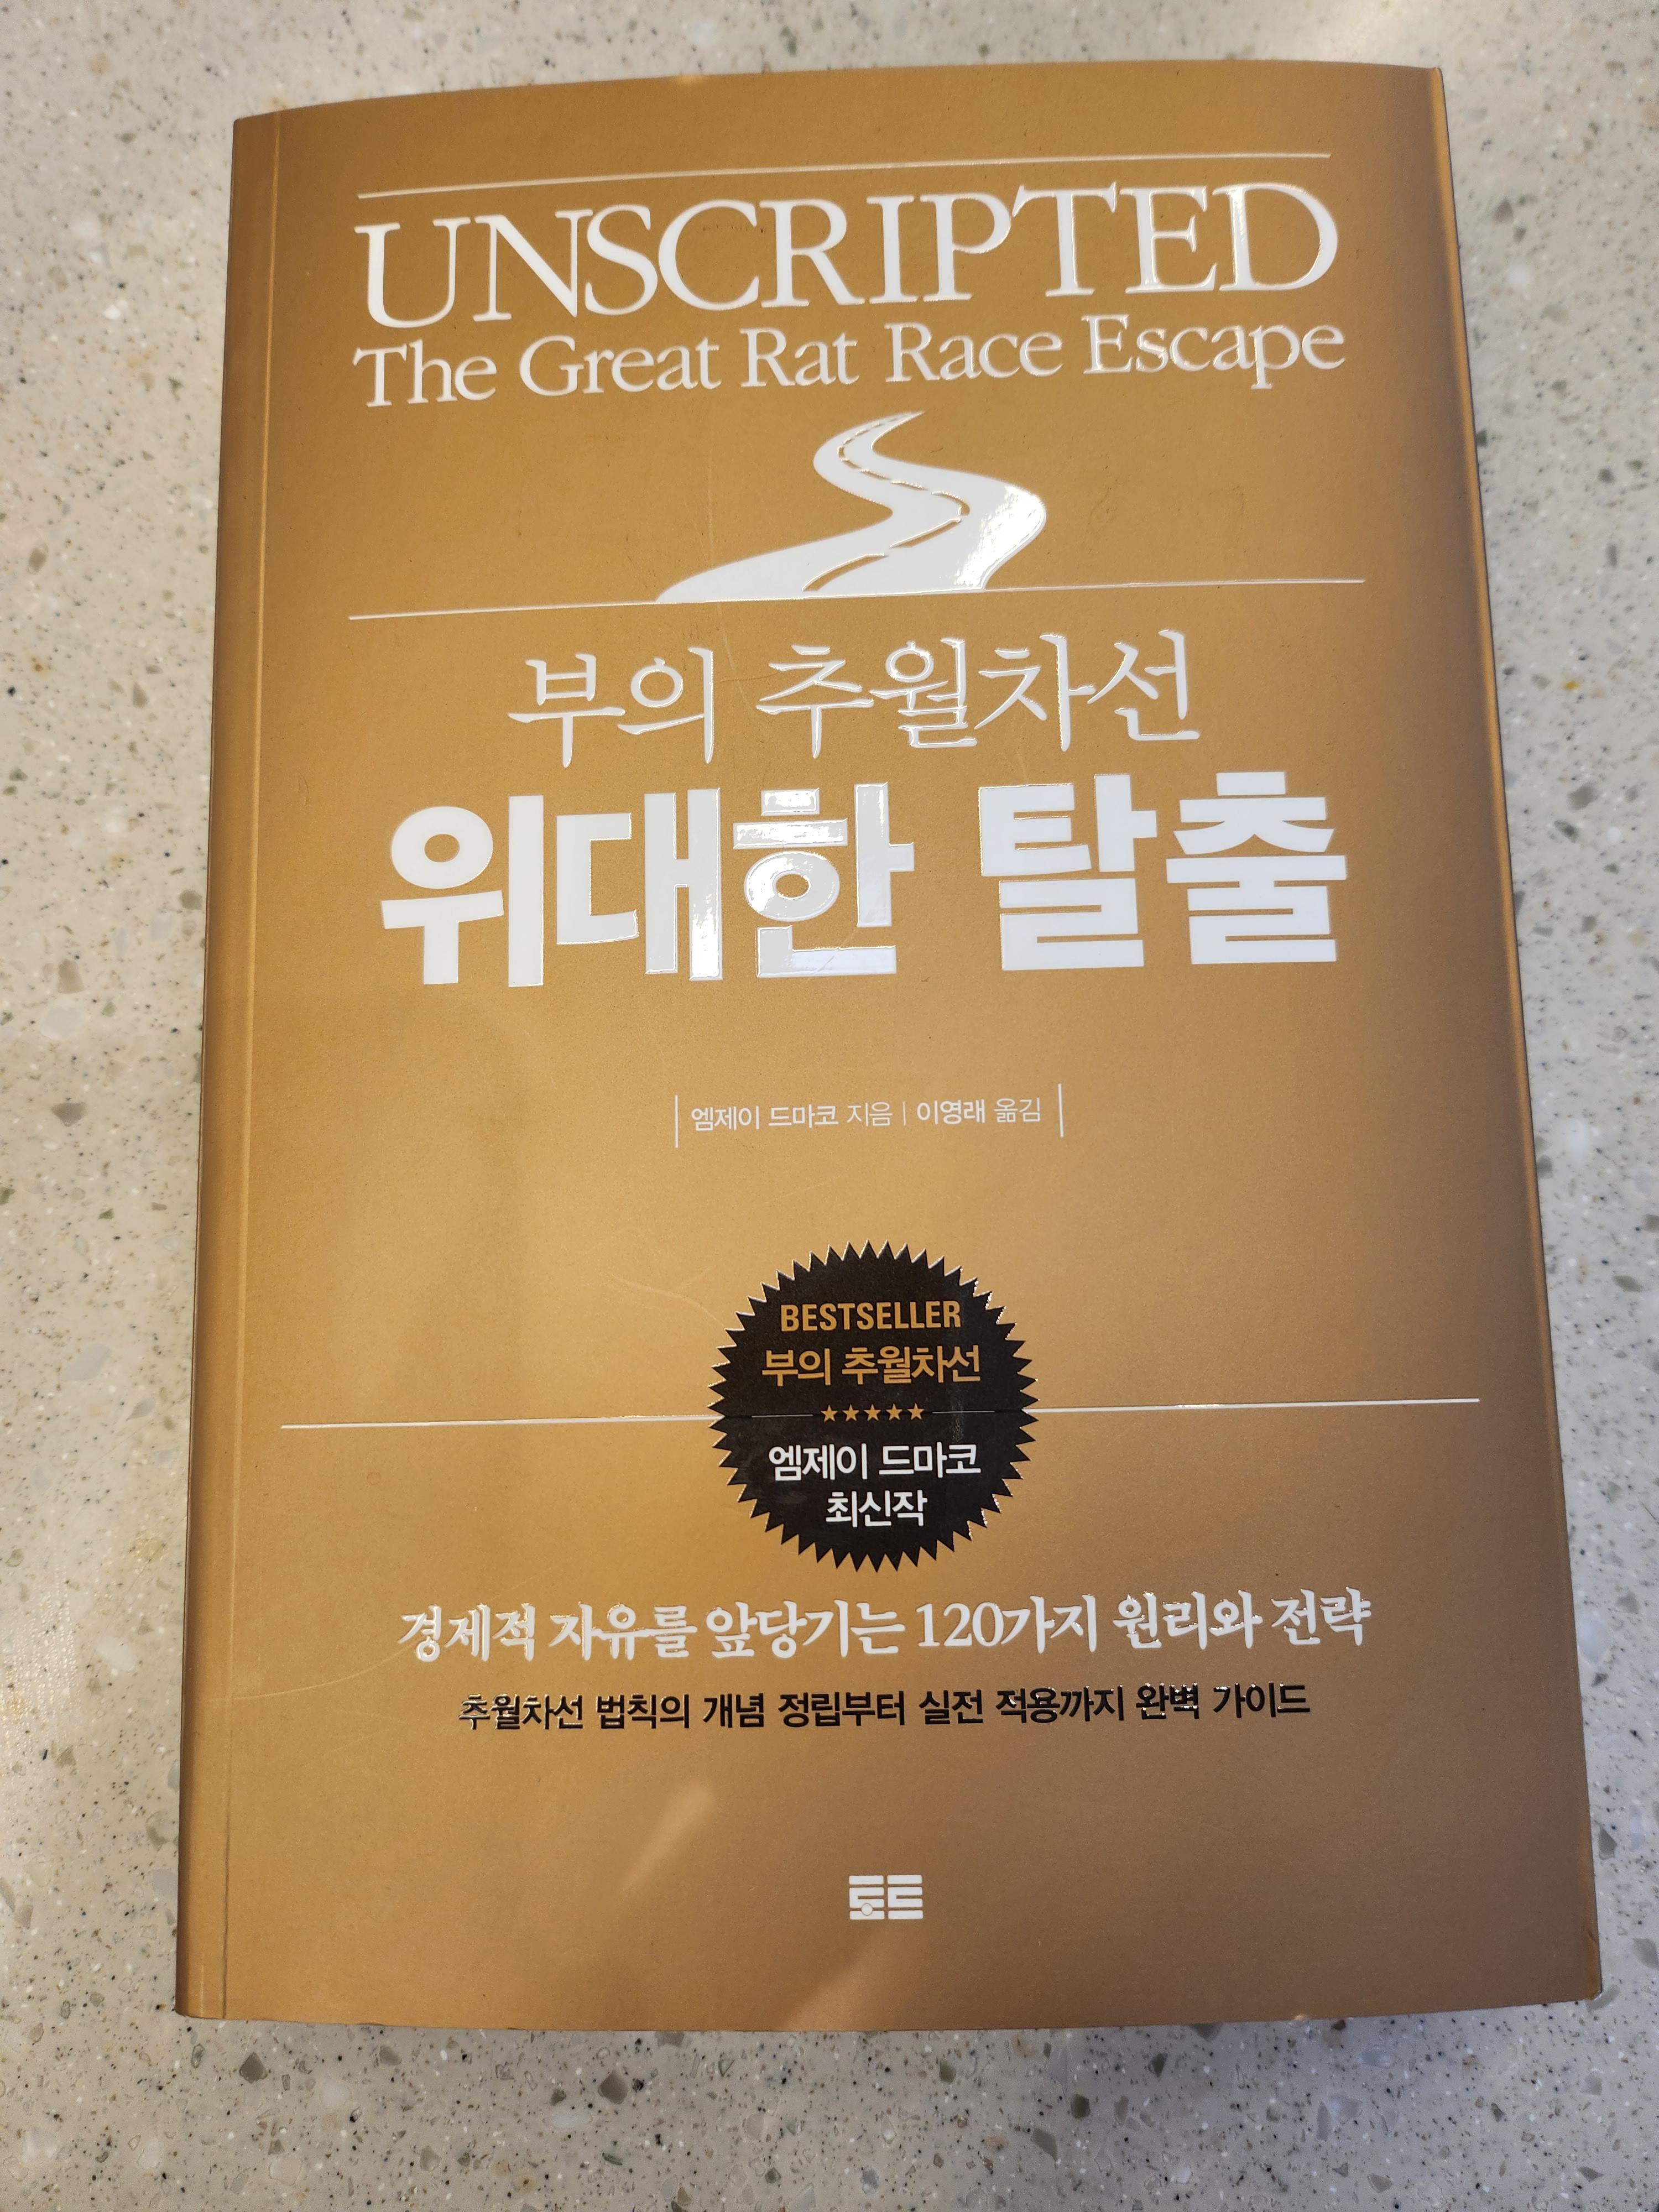 UNSCRIPTED
The Great Rat Race Escape
부의 추월차선
위대한 탈출
엠제이 드마코 지음 | 이영래 옮김
BESTSELLER
부의 추월차선
★★★★★
엠제이 드마코
최신작
경제적 자유를 앞당기는 120가지 원리와 전략
추월차선 법칙의 개념 정립부터 실전 적용까지 완벽 가이드
토트